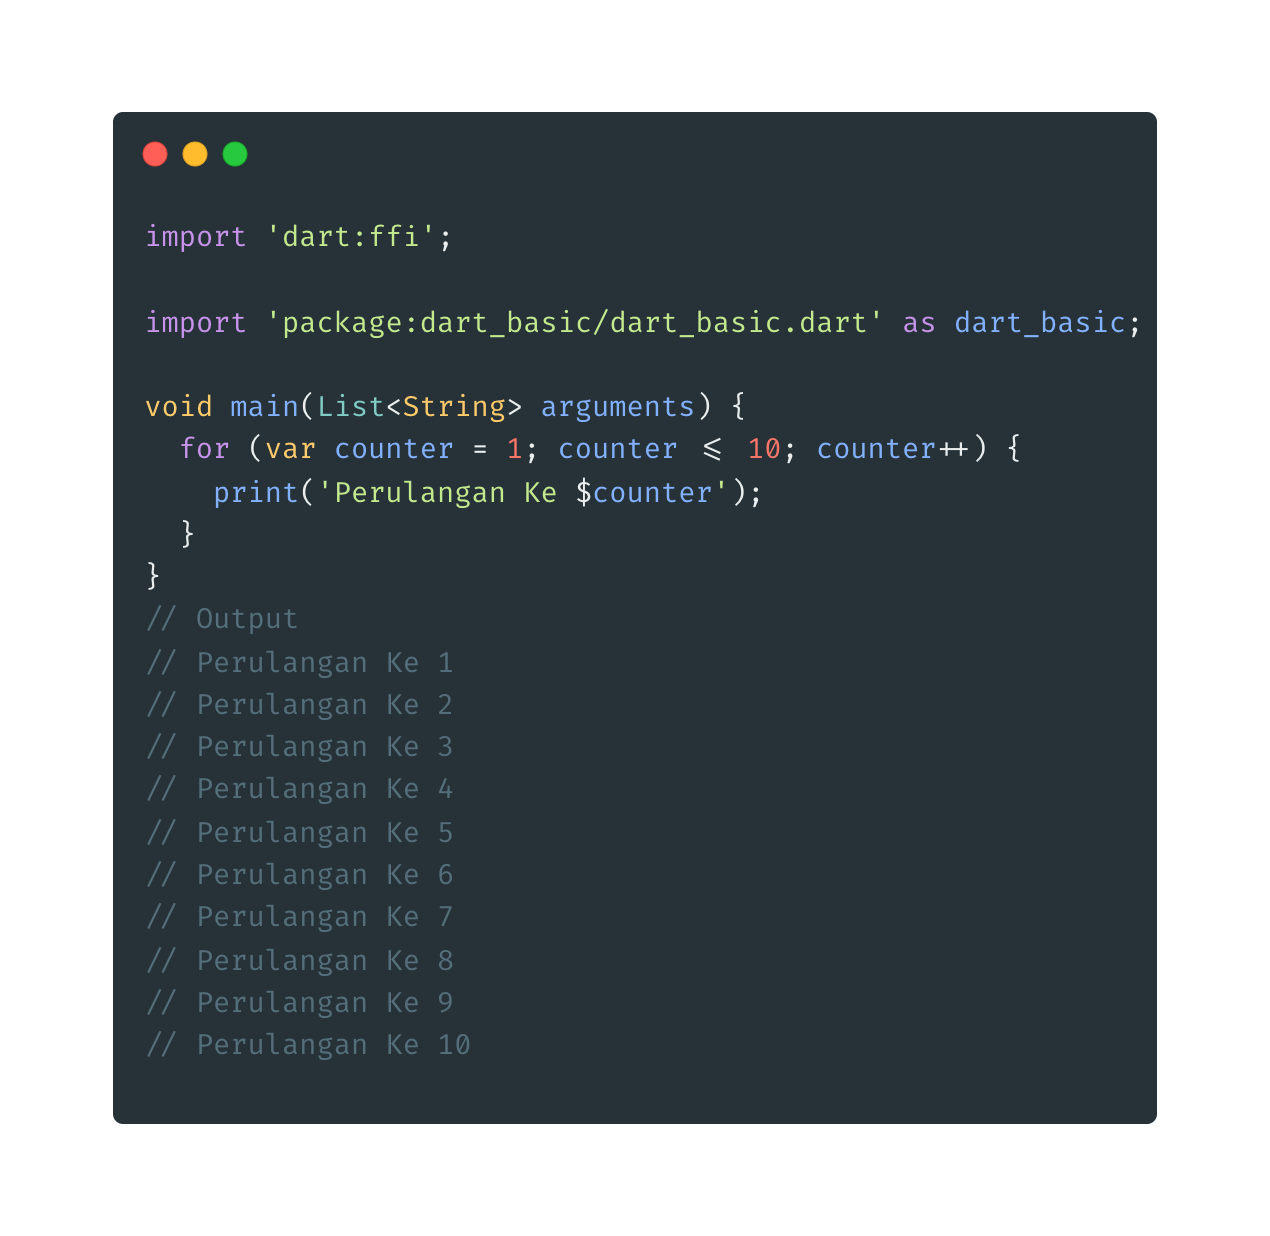 import 'dart:ffi';
import 'package:dart_basic/dart_basic.dart' as dart_basic;
void main(List<String> arguments) {
  for (var counter = 1; counter <= 10; counter++) {
    print('Perulangan Ke $counter');
  }
}
// Output
// Perulangan Ke 1
// Perulangan Ke 2
// Perulangan Ke 3
// Perulangan Ke 4
// Perulangan Ke 5
// Perulangan Ke 6
// Perulangan Ke 7
// Perulangan Ke 8
// Perulangan Ke 9
// Perulangan Ke 10